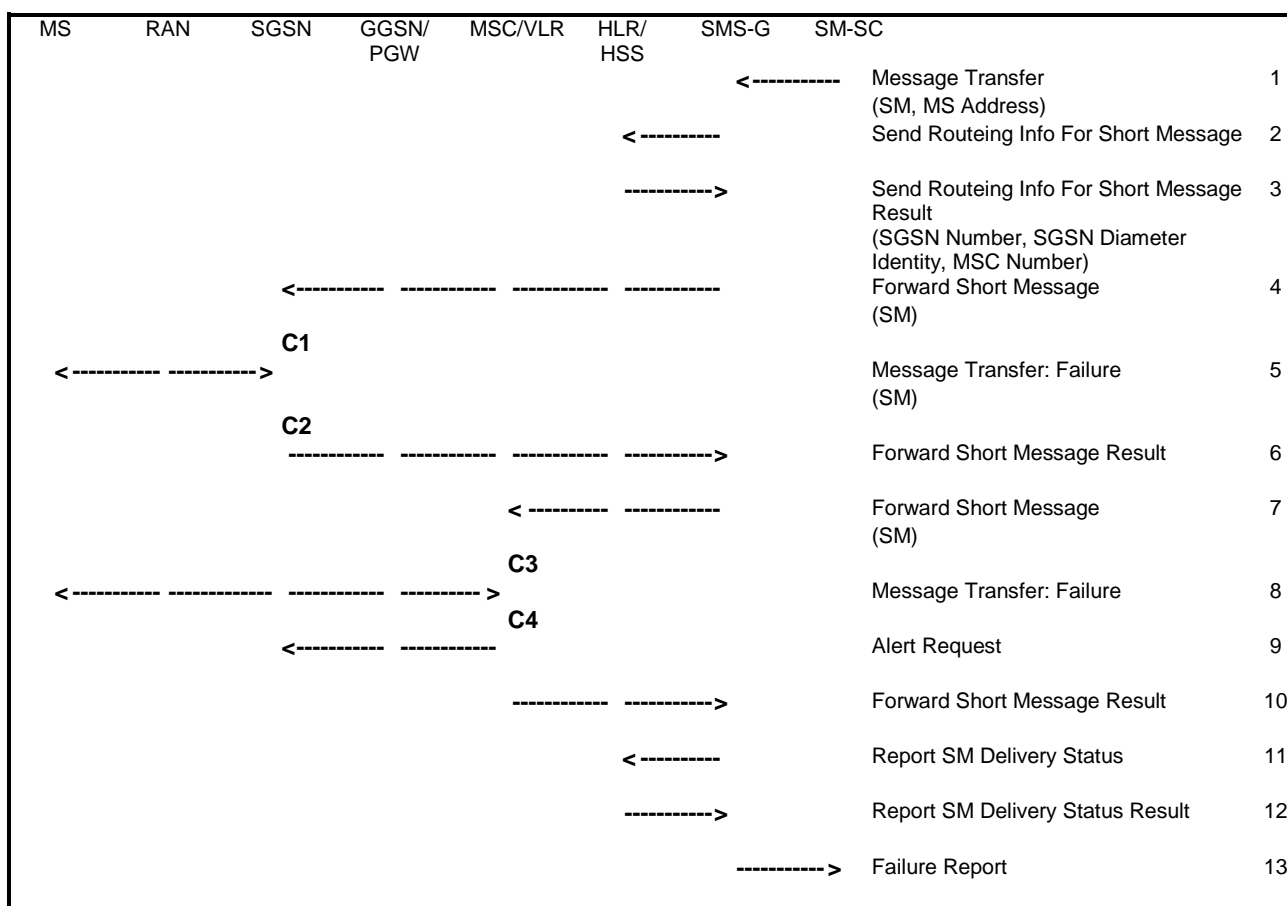 MS RAN SGSN GGSN/ MSC/VLR HLR/ SMS-G SM-SC
PGW HSS
<----------- Message Transfer 1
(SM, MS Address)
<---------- Send Routeing Info For Short Message 2
-----------> Send Routeing Info For Short Message 3
Result
(SGSN Number, SGSN Diameter
Identity, MSC Number)
<----------- ------------ ------------ ------------ Forward Short Message 4
(SM)
C1
<----------- -----------> Message Transfer: Failure 5
(SM)
C2
------------ ------------ ------------ -----------> Forward Short Message Result 6
<---------- ------------ Forward Short Message 7
(SM)
C3
<----------- ------------- ------------ ----------> Message Transfer: Failure 8
C4
<----------- ------------ Alert Request 9
------------ -----------> Forward Short Message Result 10
<---------- Report SM Delivery Status 11
-----------> Report SM Delivery Status Result 12
-----------> Failure Report 13